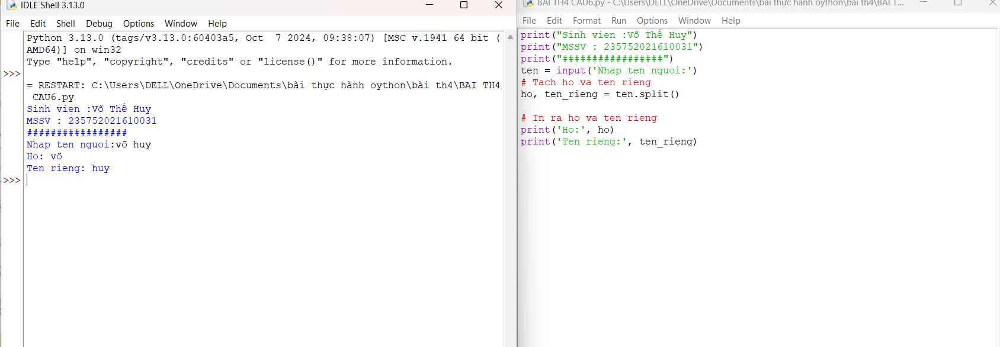 IDLE Shell 3.13.0
File Edit Shell Debug Options Window Help
Python 3.13.0 (tags/v3.13.0:60403a5, Oct  7 2024, 09:38:07) [MSC v.1941 64 bit (
AMD64)] on win32
Type "help", "copyright", "credits" or "license()" for more information.
>>>
= RESTART: C:\Users\DELL\OneDrive\Documents\bài thực hành oython\bài th4\BAI TH4
 CAU6.py
Sinh vien :Võ Thế Huy
MSSV : 235752021610031
#################
Nhap ten nguoi:võ huy
Ho: võ
Ten rieng: huy
>>>
BAI TH4 CAU6.py - C:\Users\DELL\OneDrive\Documents\bài thực hành oython\bài th4\BAI T...
File Edit Format Run Options Window Help
print("Sinh vien :Võ Thế Huy")
print("MSSV : 235752021610031")
print("#################")
ten = input('Nhap ten nguoi:')
# Tach ho va ten rieng
ho, ten_rieng = ten.split()
# In ra ho va ten rieng
print('Ho:', ho)
print('Ten rieng:', ten_rieng)